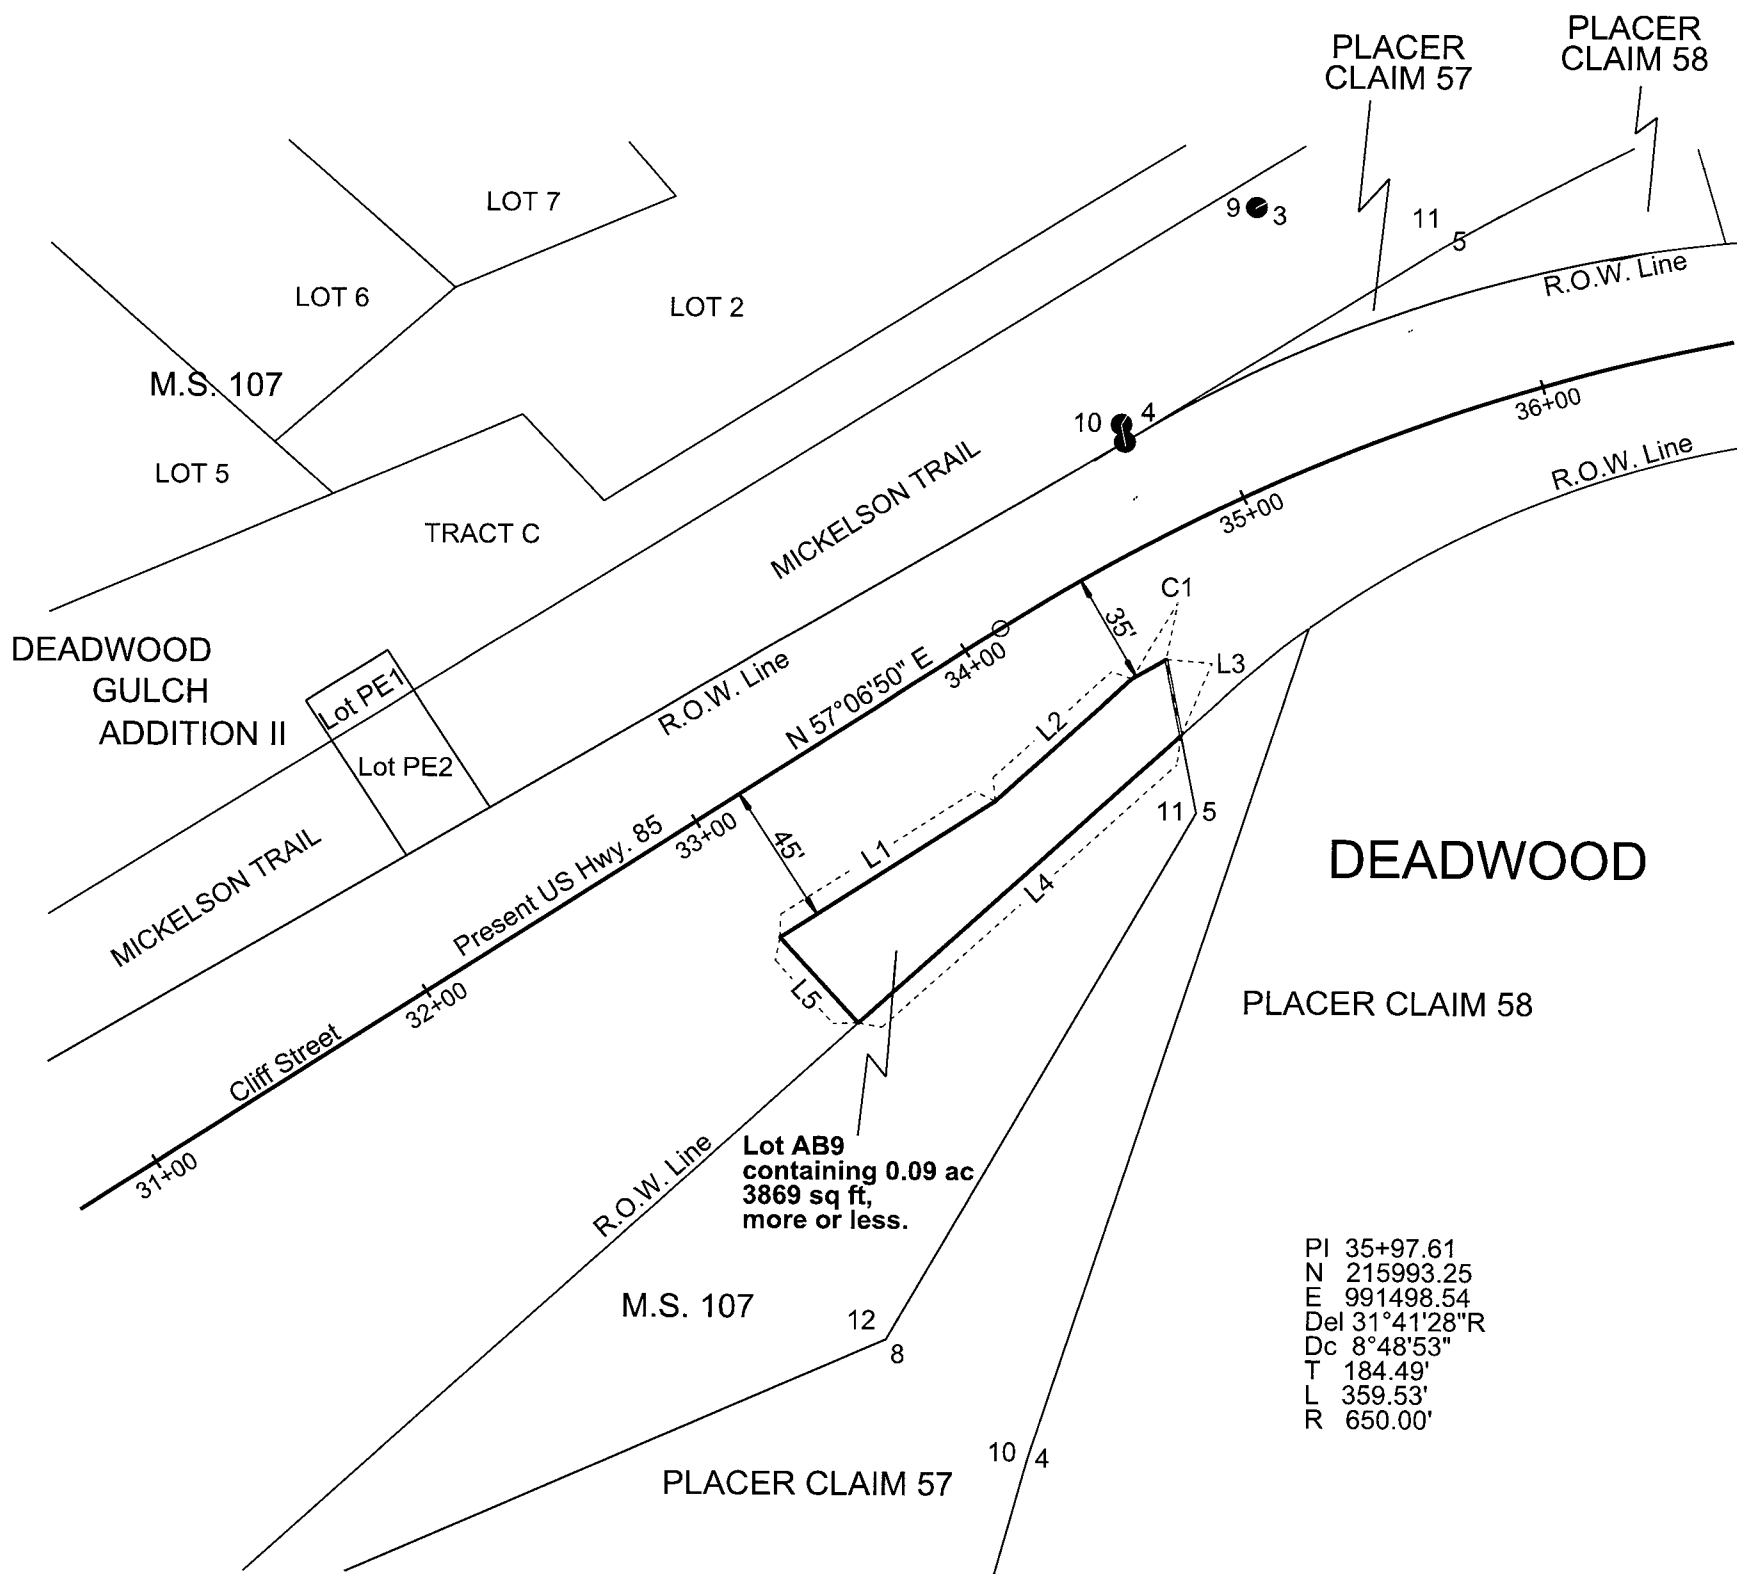 PLACER
CLAIM 57
PLACER
CLAIM 58
LOT 7
9
3
11
5
LOT 6
LOT 2
R.O.W. Line
M.S. 107
36+00
10
4
LOT 5
R.O.W. Line
TRACT C
MICKELSON TRAIL
35+00
C1
35'
DEADWOOD
GULCH
ADDITION II
Lot PE1
Lot PE2
R.O.W. Line
N 57°06'50" E
34+00
L3
L2
11
5
MICKELSON TRAIL
Present US Hwy. 85
33+00
45'
L1
L4
DEADWOOD
L5
Cliff Street
32+00
PLACER CLAIM 58
31+00
R.O.W. Line
Lot AB9
containing 0.09 ac
3869 sq ft,
more or less.
M.S. 107
12
8
PI 35+97.61
N 215993.25
E 991498.54
Del 31°41'28"R
Dc 8°48'53"
T 184.49'
L 359.53'
R 650.00'
10
4
PLACER CLAIM 57